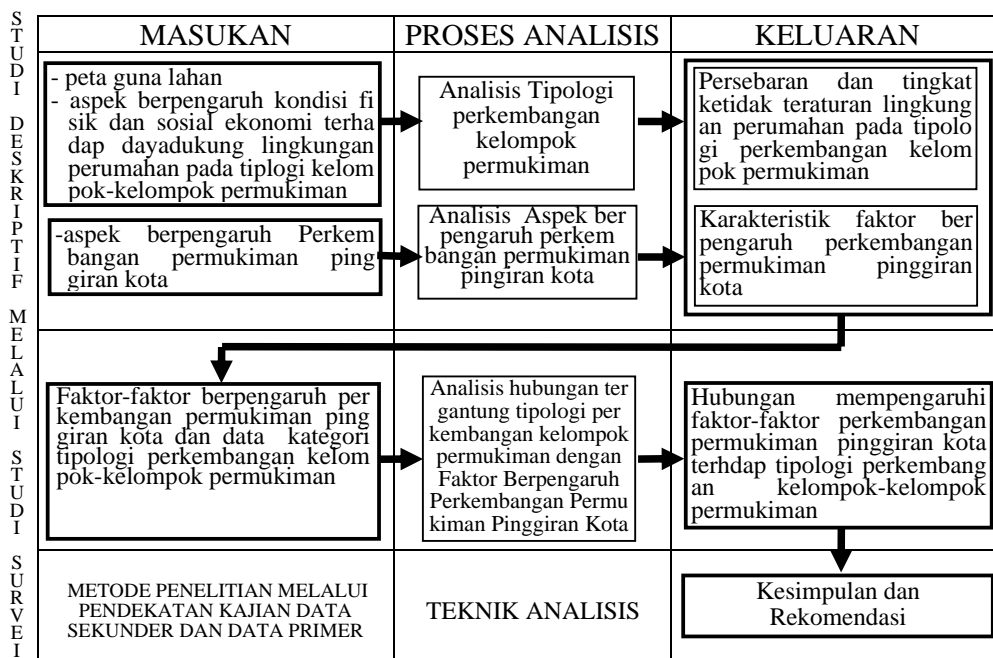 STUDI DESKRIPTIF MELALUI STUDI SURVEI
MASUKAN
PROSES ANALISIS
KELUARAN
- peta guna lahan
- aspek berpengaruh kondisi fi
sik dan sosial ekonomi terha
dap dayadukung lingkungan
perumahan pada tiplogi kelom
pok-kelompok permukiman
Analisis Tipologi
perkembangan
kelompok
permukiman
Persebaran dan tingkat
ketidak teraturan lingkung
an perumahan pada tipolo
gi perkembangan kelom
pok permukiman
-aspek berpengaruh Perkem
bangan permukiman ping
giran kota
Analisis Aspek ber
pengaruh perkem
bangan permukiman
pingiran kota
Karakteristik faktor ber
pengaruh perkembangan
permukiman pinggiran
kota
Faktor-faktor berpengaruh per
kembangan permukiman ping
giran kota dan data kategori
tipologi perkembangan kelom
pok-kelompok permukiman
Analisis hubungan ter
gantung tipologi per
kembangan kelompok
permukiman dengan
Faktor Berpengaruh
Perkembangan Permu
kiman Pinggiran Kota
Hubungan mempengaruhi
faktor-faktor perkembangan
permukiman pinggiran kota
terhdap tipologi perkembang
an kelompok-kelompok
permukiman
METODE PENELITIAN MELALUI
PENDEKATAN KAJIAN DATA
SEKUNDER DAN DATA PRIMER
TEKNIK ANALISIS
Kesimpulan dan
Rekomendasi